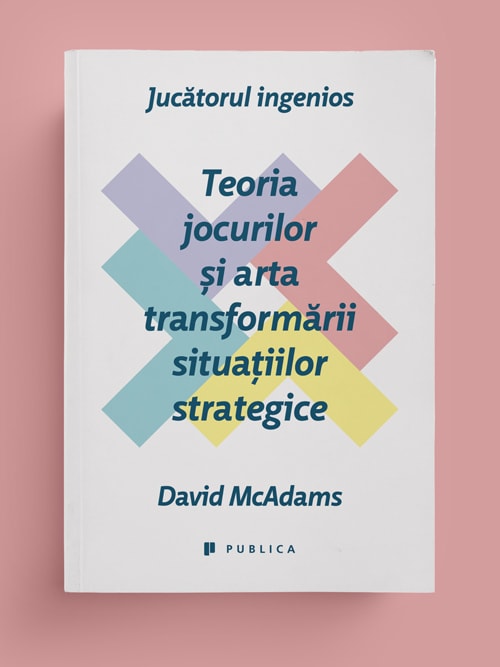 Jucătorul ingenios
Teoria
jocurilor
și arta
transformării
situațiilor
strategice
David McAdams
PUBLICA